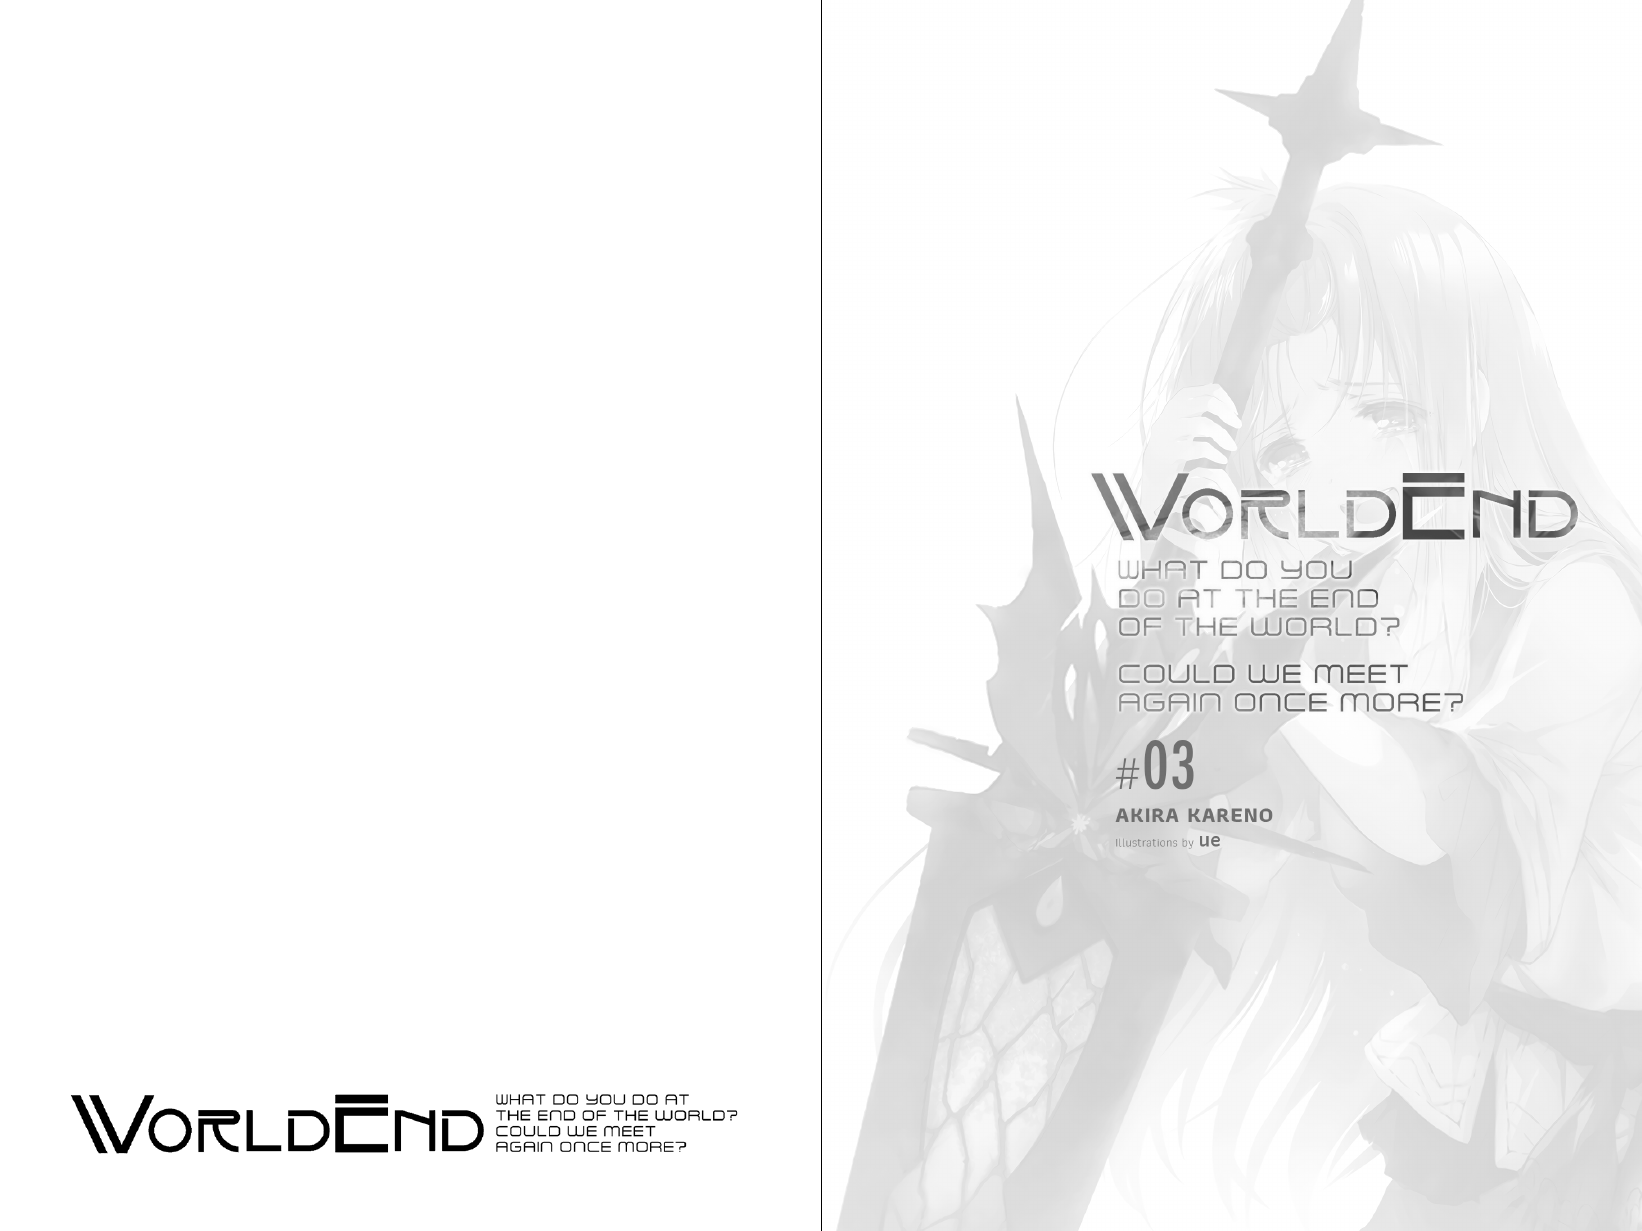 WORLDEND
WHAT DO YOU DO AT
THE END OF THE WORLD?
COULD WE MEET
AGAIN ONCE MORE?
WORLDEND
WHAT DO YOU
DO AT THE END
OF THE WORLD?
COULD WE MEET
AGAIN ONCE MORE?
#03
AKIRA KARENO
Illustrations by ue